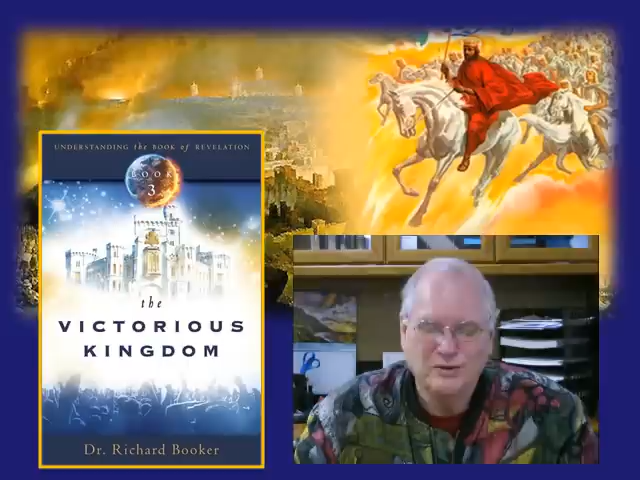 UNDERSTANDING the BOOK of REVELATION
BOOK
3
the
VICTORIOUS
KINGDOM
Dr. Richard Booker